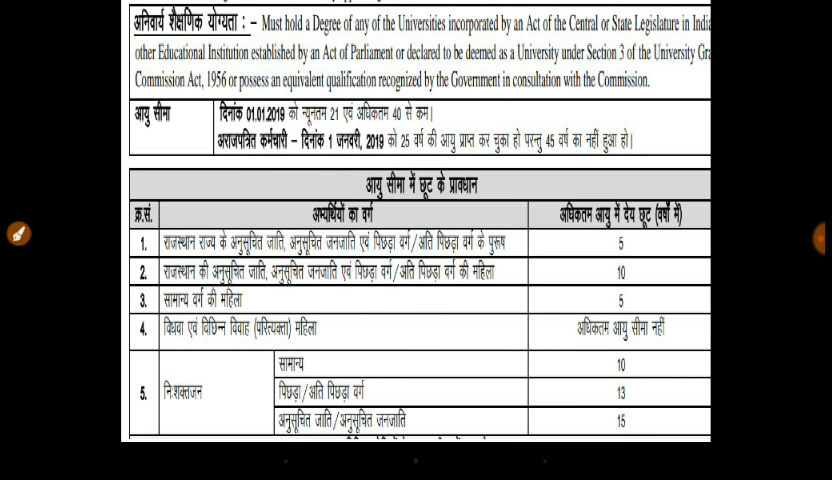 अनिवार्य शैक्षणिक योग्यता : – Must hold a Degree of any of the Universities incorporated by an Act of the Central or State Legislature in India
other Educational Institution established by an Act of Parliament or declared to be deemed as a University under Section 3 of the University Gra
Commission Act, 1956 or possess an equivalent qualification recognized by the Government in consultation with the Commission.
आयु सीमा दिनांक 01.01.2019 को न्यूनतम 21 एवं अधिकतम 40 से कम।
अराजपत्रित कर्मचारी – दिनांक 1 जनवरी, 2019 को 25 वर्ष की आयु प्राप्त कर चुका हो परन्तु 45 वर्ष का नहीं हुआ हो।
आयु सीमा में छूट के प्रावधान
क्र.सं. अभ्यर्थियों का वर्ग अधिकतम आयु में देय छूट (वर्षों में)
1. राजस्थान राज्य के अनुसूचित जाति, अनुसूचित जनजाति एवं पिछड़ा वर्ग/अति पिछड़ा वर्ग के पुरूष 5
2. राजस्थान की अनुसूचित जाति, अनुसूचित जनजाति एवं पिछड़ा वर्ग/अति पिछड़ा वर्ग की महिला 10
3. सामान्य वर्ग की महिला 5
4. विधवा एवं विछिन्न विवाह (परित्यक्ता) महिला अधिकतम आयु सीमा नहीं
5. निःशक्तजन सामान्य 10
पिछड़ा/अति पिछड़ा वर्ग 13
अनुसूचित जाति/अनुसूचित जनजाति 15